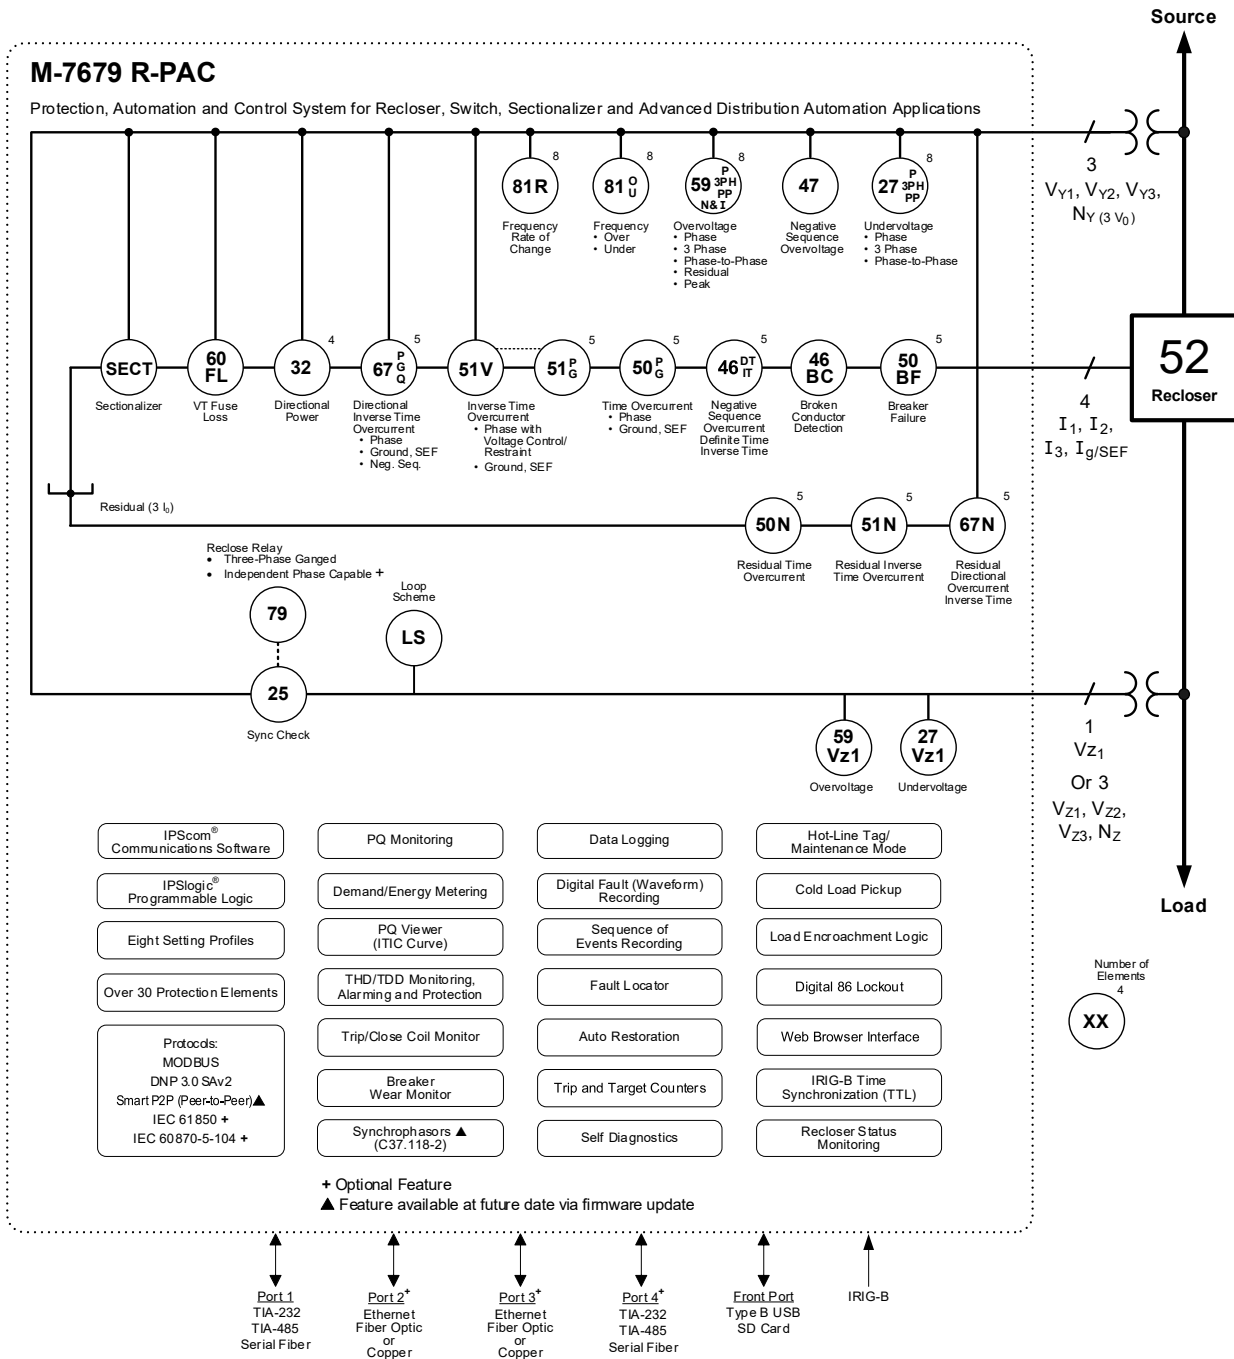 Source
M-7679 R-PAC
Protection, Automation and Control System for Recloser, Switch, Sectionalizer and Advanced Distribution Automation Applications
81R
8
Frequency
Rate of
Change
81 O U
8
Frequency
• Over
• Under
59 P 3PH PP N & I
8
Overvoltage
• Phase
• 3 Phase
• Phase-to-Phase
• Residual
• Peak
47
Negative
Sequence
Overvoltage
27 P 3PH PP
8
Undervoltage
• Phase
• 3 Phase
• Phase-to-Phase
3
VY1, VY2, VY3,
NY (3 V0)
SECT
Sectionalizer
60
FL
VT Fuse
Loss
32
4
Directional
Power
67 P G Q
5
Directional
Inverse Time
Overcurrent
• Phase
• Ground, SEF
• Neg. Seq.
51V
Inverse Time
Overcurrent
• Phase with
Voltage Control/
Restraint
• Ground, SEF
51 P G
5
50 P G
5
Time Overcurrent
• Phase
• Ground, SEF
46 DT IT
5
Negative
Sequence
Overcurrent
Definite Time
Inverse Time
46
BC
Broken
Conductor
Detection
50
BF
5
Breaker
Failure
4
I1, I2,
I3, Ig/SEF
52
Recloser
Residual (3 I0)
50N
5
Residual Time
Overcurrent
51N
5
Residual Inverse
Time Overcurrent
67N
5
Residual
Directional
Overcurrent
Inverse Time
Reclose Relay
• Three-Phase Ganged
• Independent Phase Capable +
79
Loop
Scheme
LS
25
Sync Check
59
Vz1
Overvoltage
27
Vz1
Undervoltage
1
Vz1
Or 3
VZ1, VZ2,
VZ3, NZ
Load
Number of
Elements
4
XX
IPScom®
Communications Software
IPSlogic®
Programmable Logic
Eight Setting Profiles
Over 30 Protection Elements
Protocols:
MODBUS
DNP 3.0 SAv2
Smart P2P (Peer-to-Peer)▲
IEC 61850 +
IEC 60870-5-104 +
PQ Monitoring
Demand/Energy Metering
PQ Viewer
(ITIC Curve)
THD/TDD Monitoring,
Alarming and Protection
Trip/Close Coil Monitor
Breaker
Wear Monitor
Synchrophasors ▲
(C37.118-2)
Data Logging
Digital Fault (Waveform)
Recording
Sequence of
Events Recording
Fault Locator
Auto Restoration
Trip and Target Counters
Self Diagnostics
Hot-Line Tag/
Maintenance Mode
Cold Load Pickup
Load Encroachment Logic
Digital 86 Lockout
Web Browser Interface
IRIG-B Time
Synchronization (TTL)
Recloser Status
Monitoring
+ Optional Feature
▲ Feature available at future date via firmware update
Port 1
TIA-232
TIA-485
Serial Fiber
Port 2+
Ethernet
Fiber Optic
or
Copper
Port 3+
Ethernet
Fiber Optic
or
Copper
Port 4+
TIA-232
TIA-485
Serial Fiber
Front Port
Type B USB
SD Card
IRIG-B